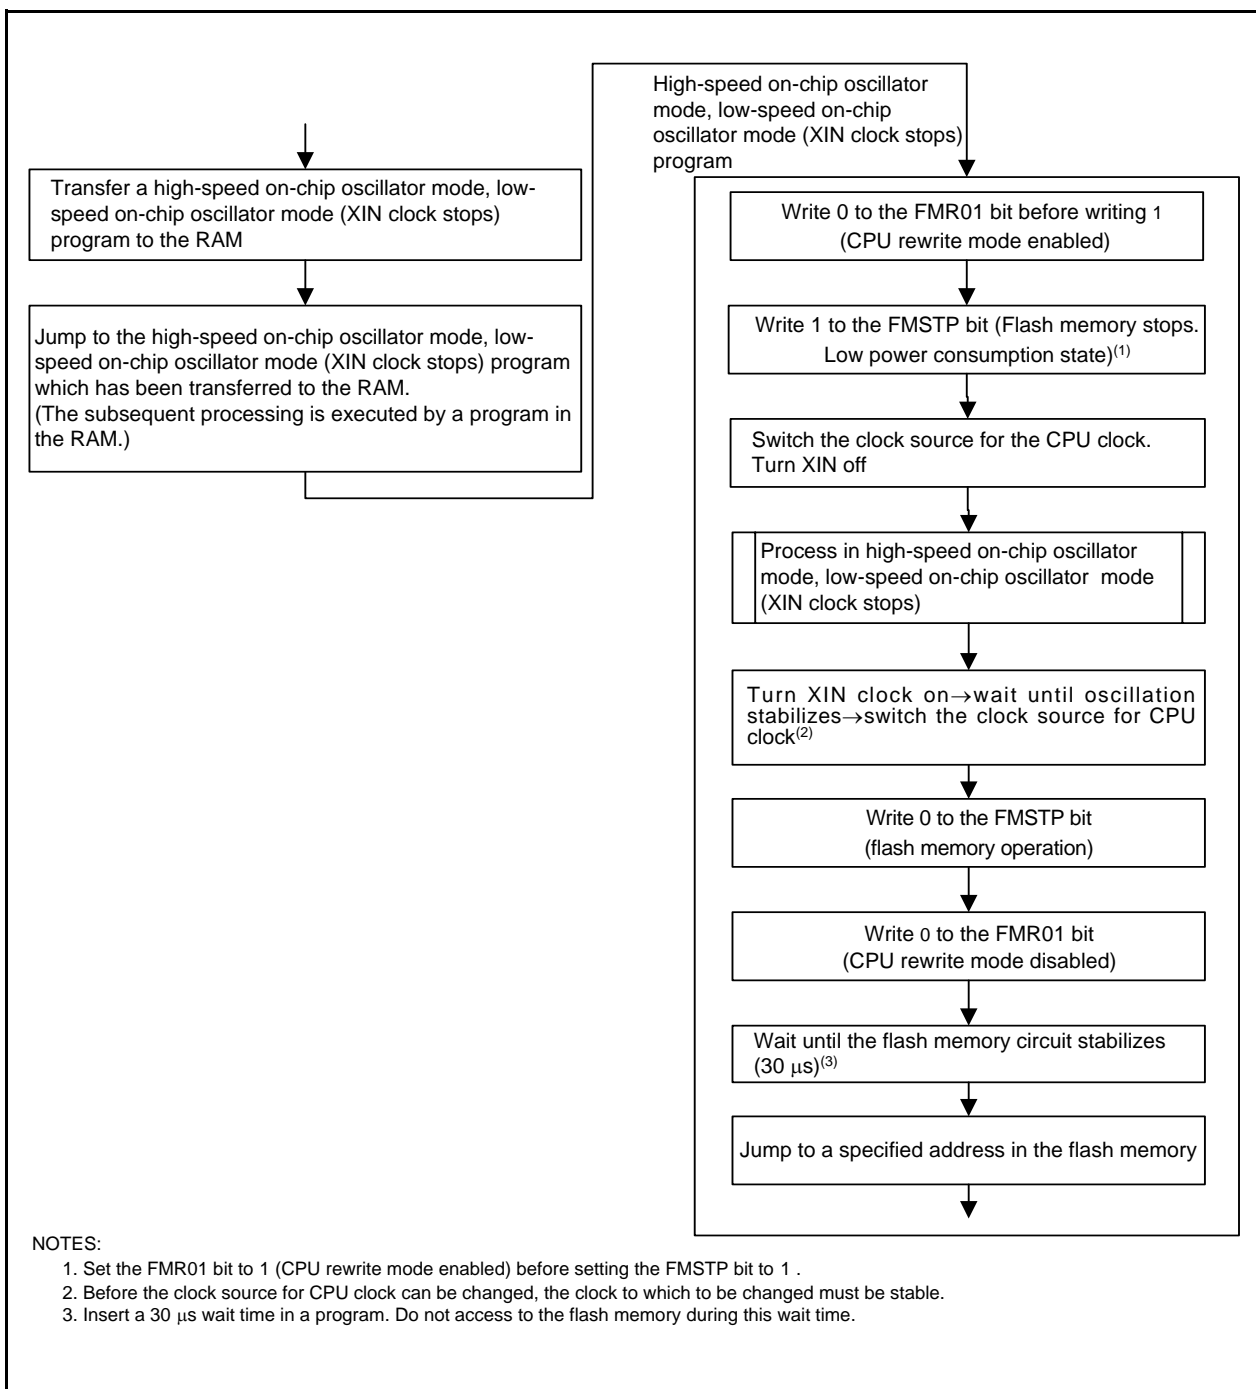 Transfer a high-speed on-chip oscillator mode, low-
speed on-chip oscillator mode (XIN clock stops)
program to the RAM
Jump to the high-speed on-chip oscillator mode, low-
speed on-chip oscillator mode (XIN clock stops) program
which has been transferred to the RAM.
(The subsequent processing is executed by a program in
the RAM.)
High-speed on-chip oscillator
mode, low-speed on-chip
oscillator mode (XIN clock stops)
program
Write 0 to the FMR01 bit before writing 1
(CPU rewrite mode enabled)
Write 1 to the FMSTP bit (Flash memory stops.
Low power consumption state)(1)
Switch the clock source for the CPU clock.
Turn XIN off
Process in high-speed on-chip oscillator
mode, low-speed on-chip oscillator mode
(XIN clock stops)
Turn XIN clock on→wait until oscillation
stabilizes→switch the clock source for CPU
clock(2)
Write 0 to the FMSTP bit
(flash memory operation)
Write 0 to the FMR01 bit
(CPU rewrite mode disabled)
Wait until the flash memory circuit stabilizes
(30 μs)(3)
Jump to a specified address in the flash memory
NOTES:
1. Set the FMR01 bit to 1 (CPU rewrite mode enabled) before setting the FMSTP bit to 1 .
2. Before the clock source for CPU clock can be changed, the clock to which to be changed must be stable.
3. Insert a 30 μs wait time in a program. Do not access to the flash memory during this wait time.